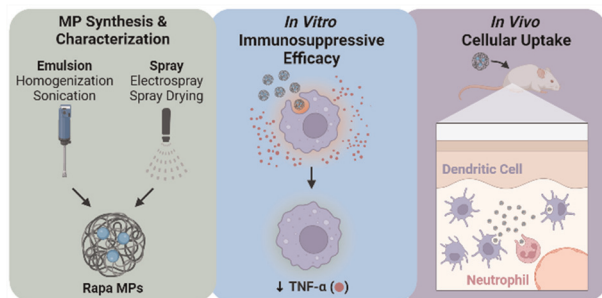 MP Synthesis &
Characterization
Emulsion
Homogenization
Sonication
Spray
Electrospray
Spray Drying
Rapa MPs
In Vitro
Immunosuppressive
Efficacy
↓ TNF-α ( )
In Vivo
Cellular Uptake
Dendritic Cell
Neutrophil